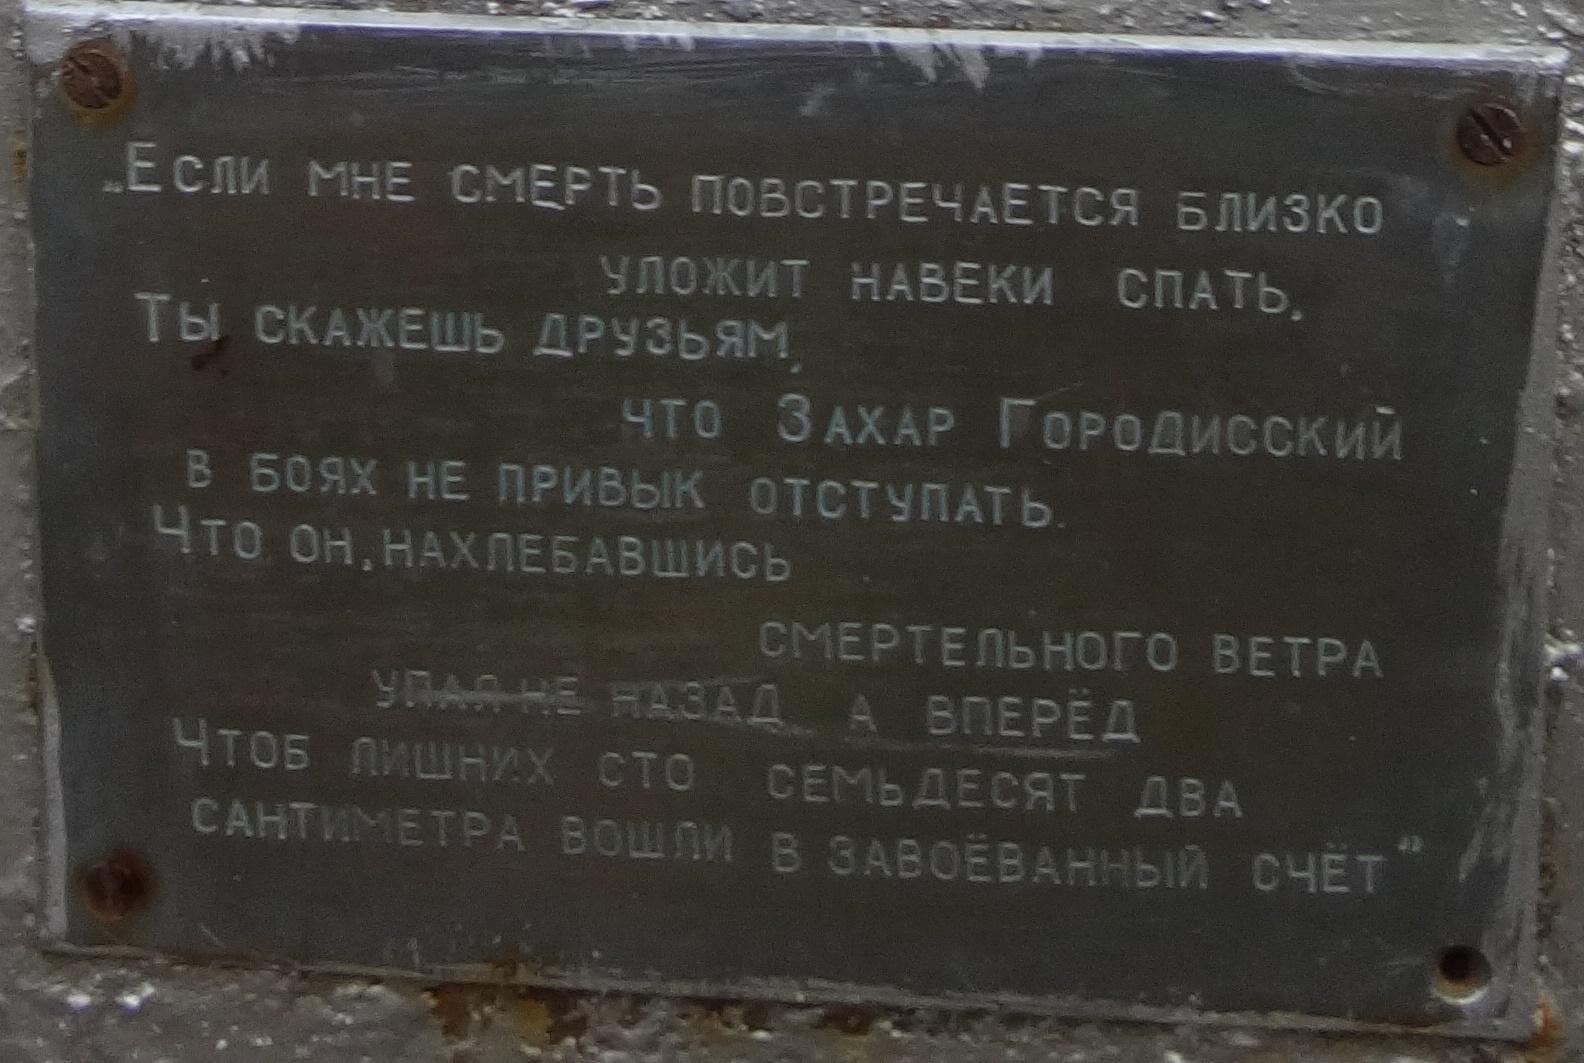 „Если мне смерть повстречается близко
уложит навеки спать,
Ты скажешь друзьям,
что Захар Городисский
в боях не привык отступать.
Что он, нахлебавшись
смертельного ветра
упал не назад а вперёд
Чтоб лишних сто семьдесят два
сантиметра вошли в завоёванный счёт"